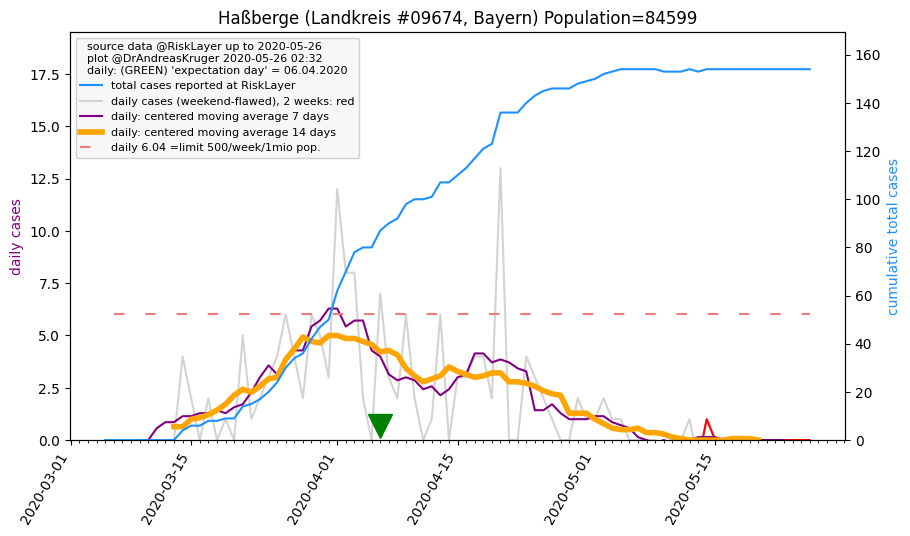 Haßberge (Landkreis #09674, Bayern) Population=84599
source data @RiskLayer up to 2020-05-26
plot @DrAndreasKruger 2020-05-26 02:32
daily: (GREEN) 'expectation day' = 06.04.2020
total cases reported at RiskLayer
daily cases (weekend-flawed), 2 weeks: red
daily: centered moving average 7 days
daily: centered moving average 14 days
daily 6.04 =limit 500/week/1mio pop.
daily cases
17.5
15.0
12.5
10.0
7.5
5.0
2.5
0.0
160
140
120
100
80
60
40
20
0
cumulative total cases
2020-03-01
2020-03-15
2020-04-01
2020-04-15
2020-05-01
2020-05-15